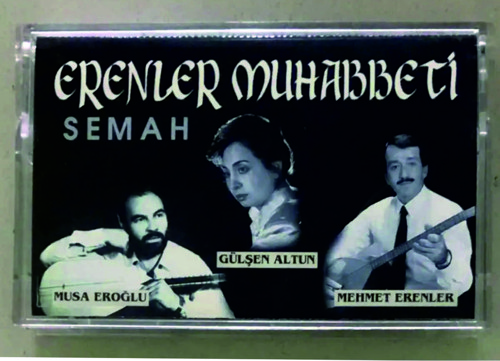 ERENLER MUHABBETİ
SEMAH
GÜLŞEN ALTUN
MUSA EROĞLU
MEHMET ERENLER